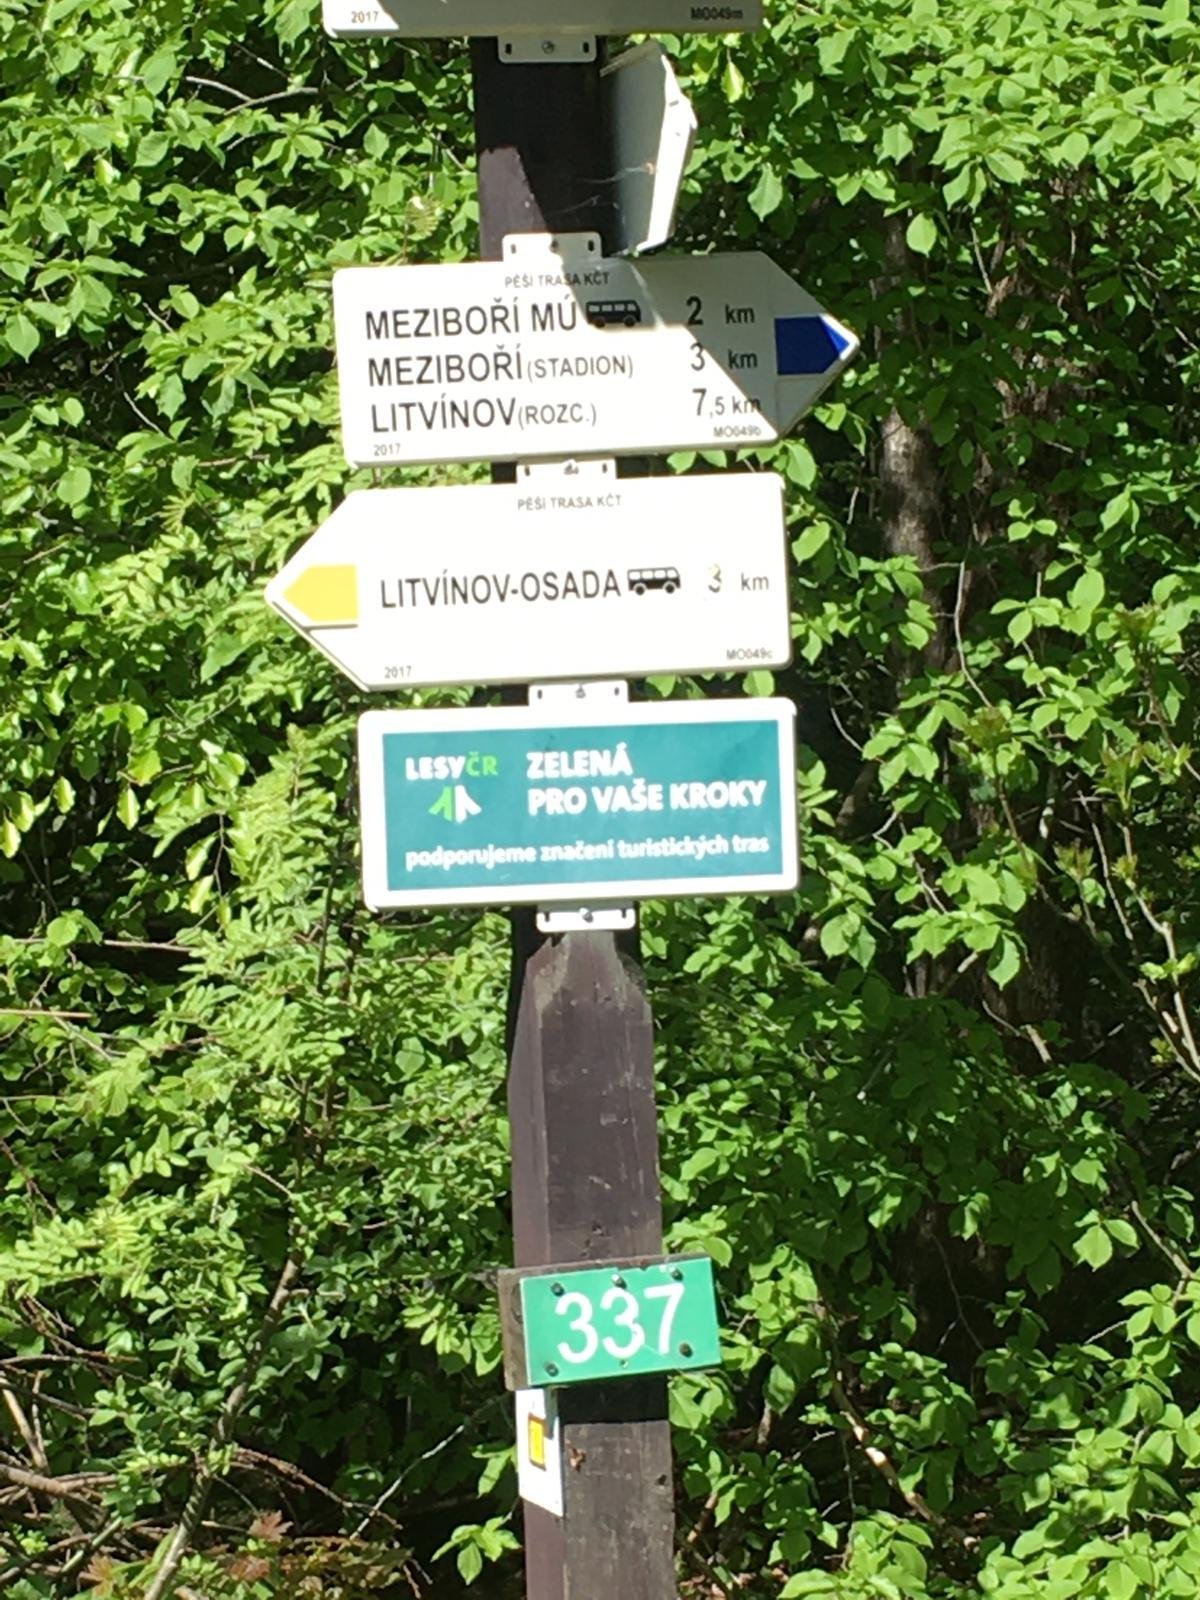 2017 MO049m
PĚŠÍ TRASA KČT
MEZIBOŘÍ MÚ 2 km
MEZIBOŘÍ (STADION) 3 km
LITVÍNOV (ROZC.) 7,5 km
2017 MO049b
PĚŠÍ TRASA KČT
LITVÍNOV-OSADA 3 km
2017 MO049c
LESYČR ZELENÁ
PRO VAŠE KROKY
podporujeme značení turistických tras
337